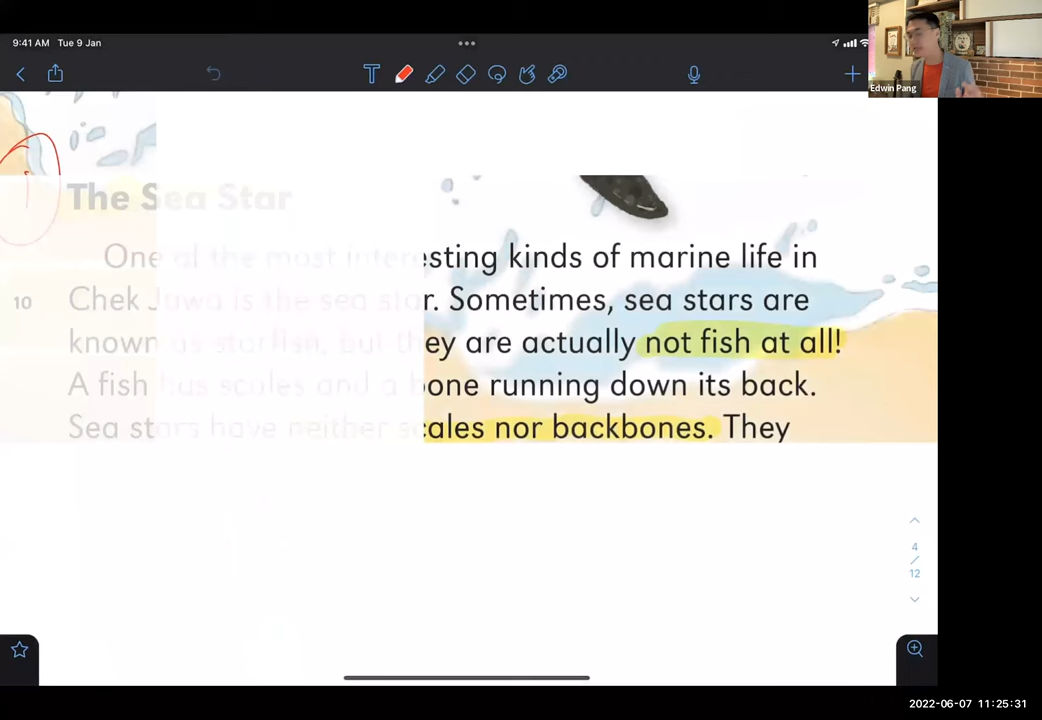 9:41 AM Tue 9 Jan
Edwin Pang
The Sea Star
One of the most interesting kinds of marine life in
10 Chek Jawa is the sea star. Sometimes, sea stars are
known as starfish, but they are actually not fish at all!
A fish has scales and a bone running down its back.
Sea stars have neither scales nor backbones. They
4
/
12
2022-06-07 11:25:31